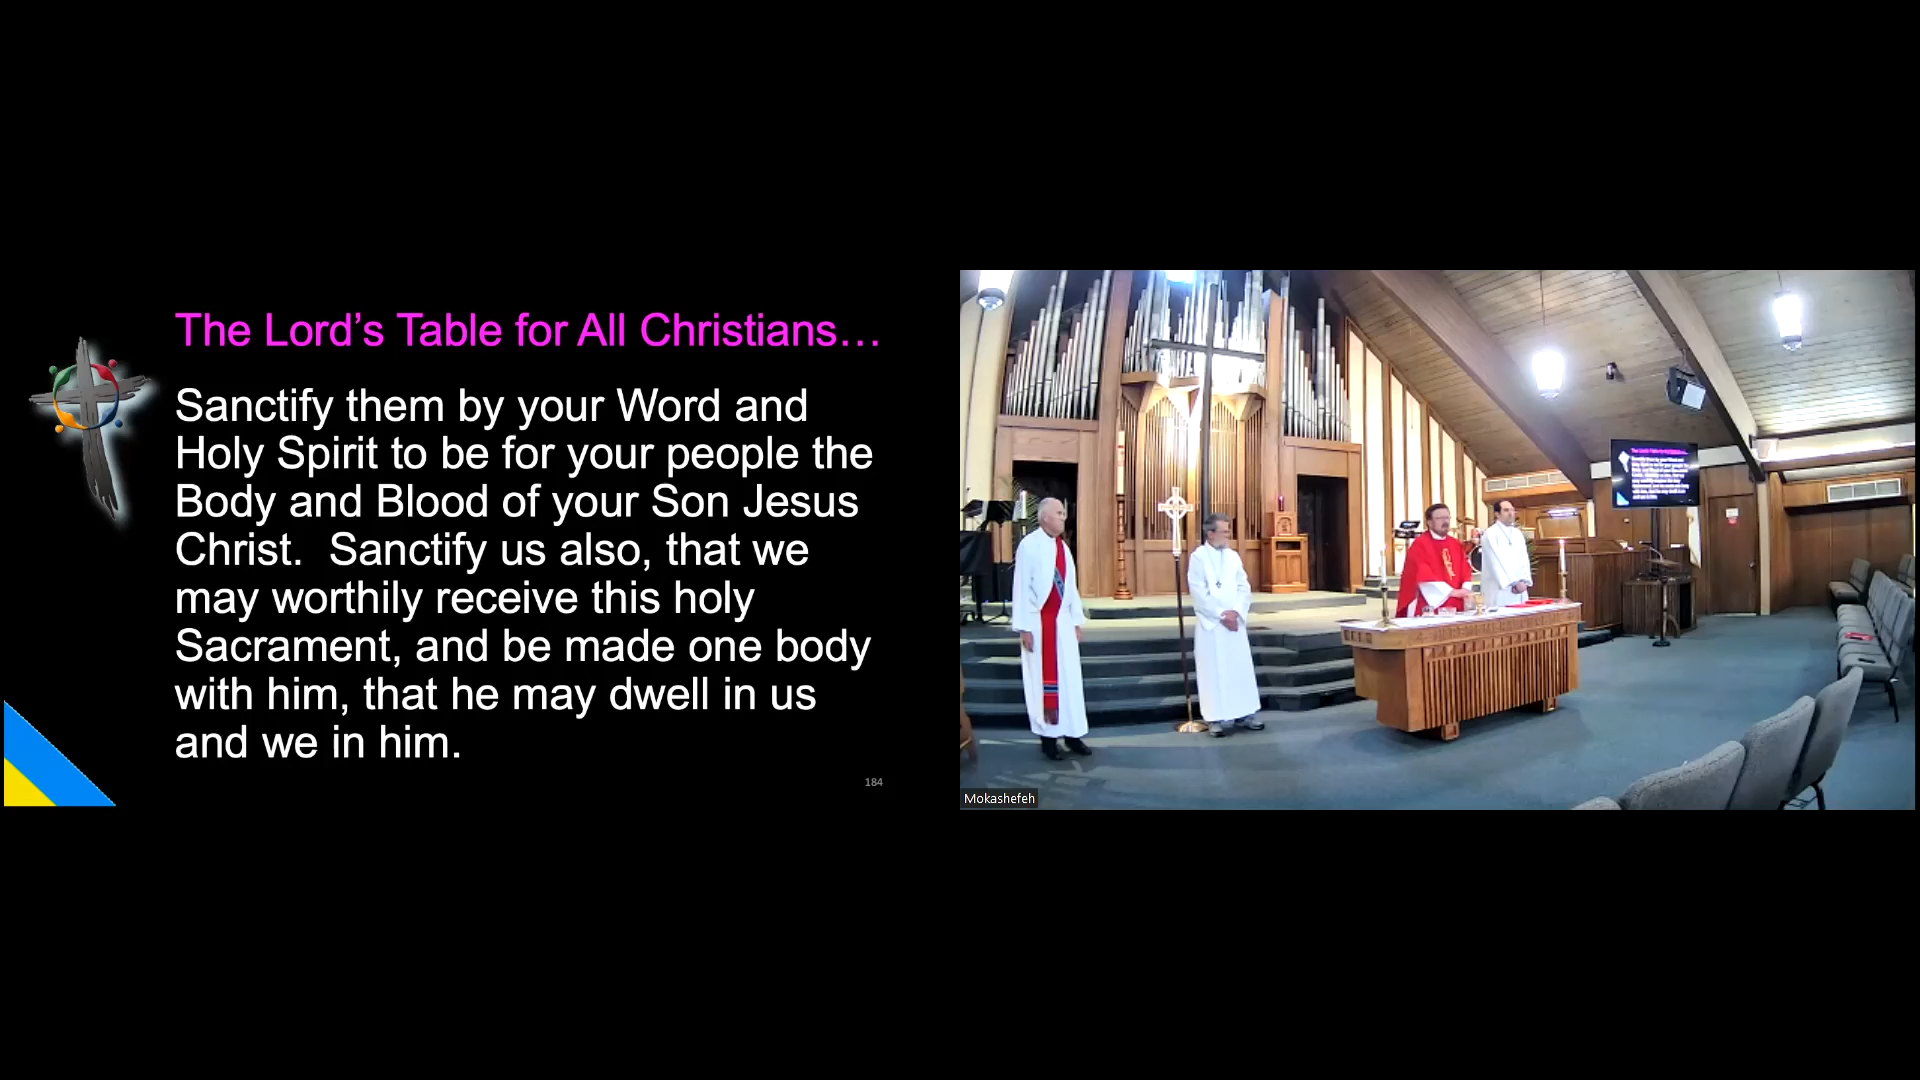 The Lord’s Table for All Christians…
Sanctify them by your Word and
Holy Spirit to be for your people the
Body and Blood of your Son Jesus
Christ.  Sanctify us also, that we
may worthily receive this holy
Sacrament, and be made one body
with him, that he may dwell in us
and we in him.
184
Mokashefeh